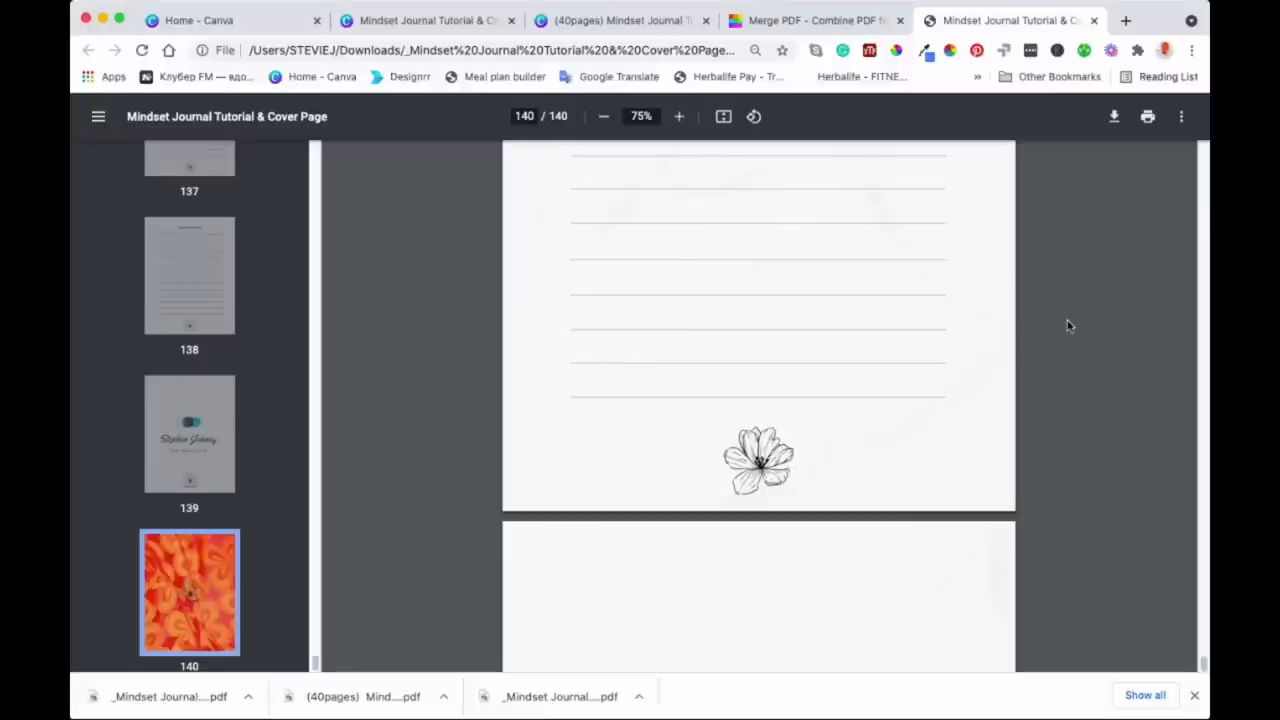 Home - Canva
Mindset Journal Tutorial & C
(40pages) Mindset Journal T
Merge PDF - Combine PDF fi
Mindset Journal Tutorial & C
File
/Users/STEVIEJ/Downloads/_Mindset%20Journal%20Tutorial%20&%20Cover%20Page...
Apps
Клубер FM — вдо...
Home - Canva
Designrr
Meal plan builder
Google Translate
Herbalife Pay - Tr...
Herbalife - FITNE...
»
Other Bookmarks
Reading List
Mindset Journal Tutorial & Cover Page
140 / 140
75%
137
138
Stephen Johnny
139
140
_Mindset Journal....pdf
(40pages) Mind....pdf
_Mindset Journal....pdf
Show all